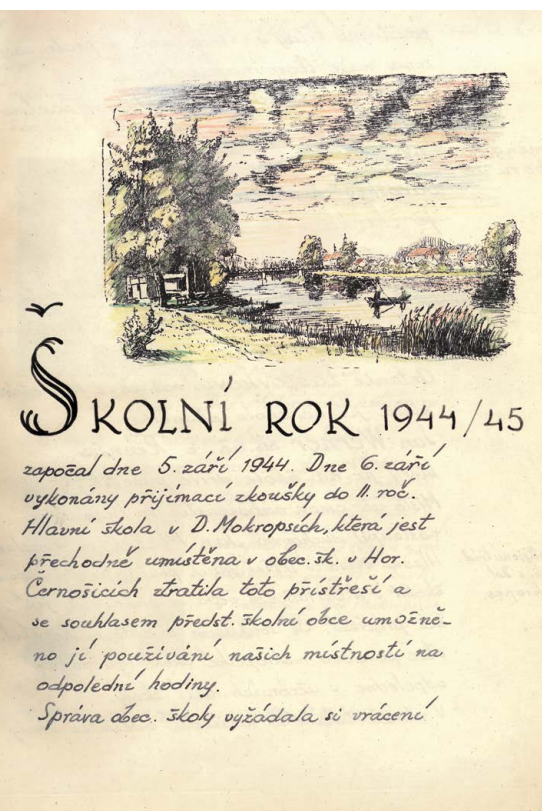 ŠKOLNÍ ROK 1944/45
započal dne 5. září 1944. Dne 6. září
vykonány přijímací zkoušky do II. roč.
Hlavní škola v D. Mokropsích, která jest
přechodně umístěna v obec. šk. v Hor.
Černošicích ztratila toto přístřeší a
se souhlasem předst. školní obce umožně-
no jí používání našich místností na
odpolední hodiny.
Správa obec. školy vyžádala si vrácení